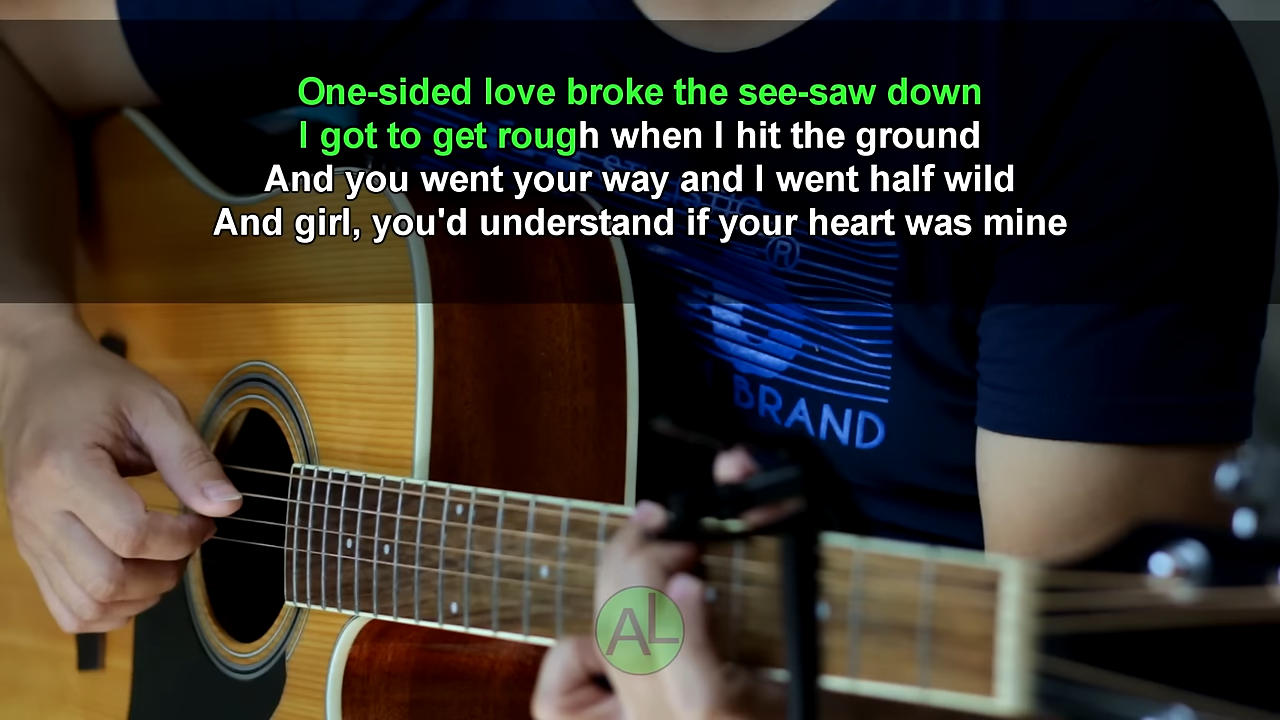 One-sided love broke the see-saw down
I got to get rough when I hit the ground
And you went your way and I went half wild
And girl, you'd understand if your heart was mine
®
BRAND
AL